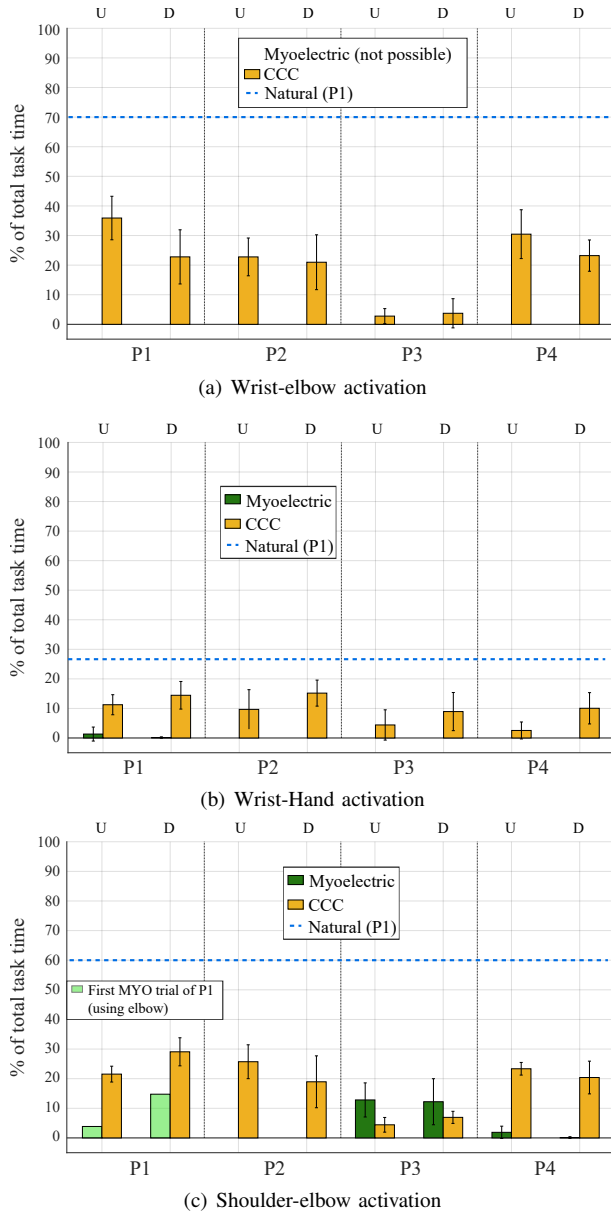 U D U D U D U D
100
90
80
70
60
50
40
30
20
10
0
% of total task time
Myoelectric (not possible)
CCC
Natural (P1)
P1 P2 P3 P4
(a) Wrist-elbow activation
U D U D U D U D
100
90
80
70
60
50
40
30
20
10
0
% of total task time
Myoelectric
CCC
Natural (P1)
P1 P2 P3 P4
(b) Wrist-Hand activation
U D U D U D U D
100
90
80
70
60
50
40
30
20
10
0
% of total task time
Myoelectric
CCC
Natural (P1)
First MYO trial of P1
(using elbow)
P1 P2 P3 P4
(c) Shoulder-elbow activation